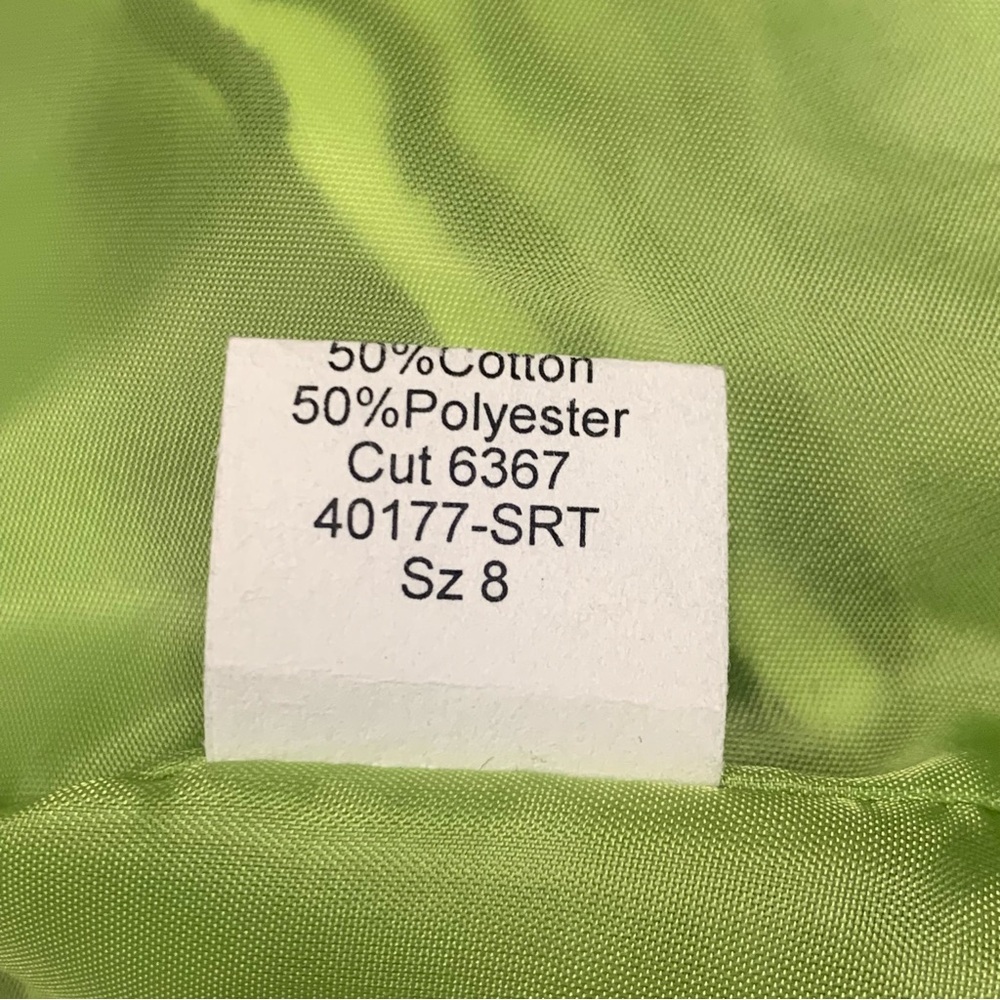 50%Cotton
50%Polyester
Cut 6367
40177-SRT
Sz 8